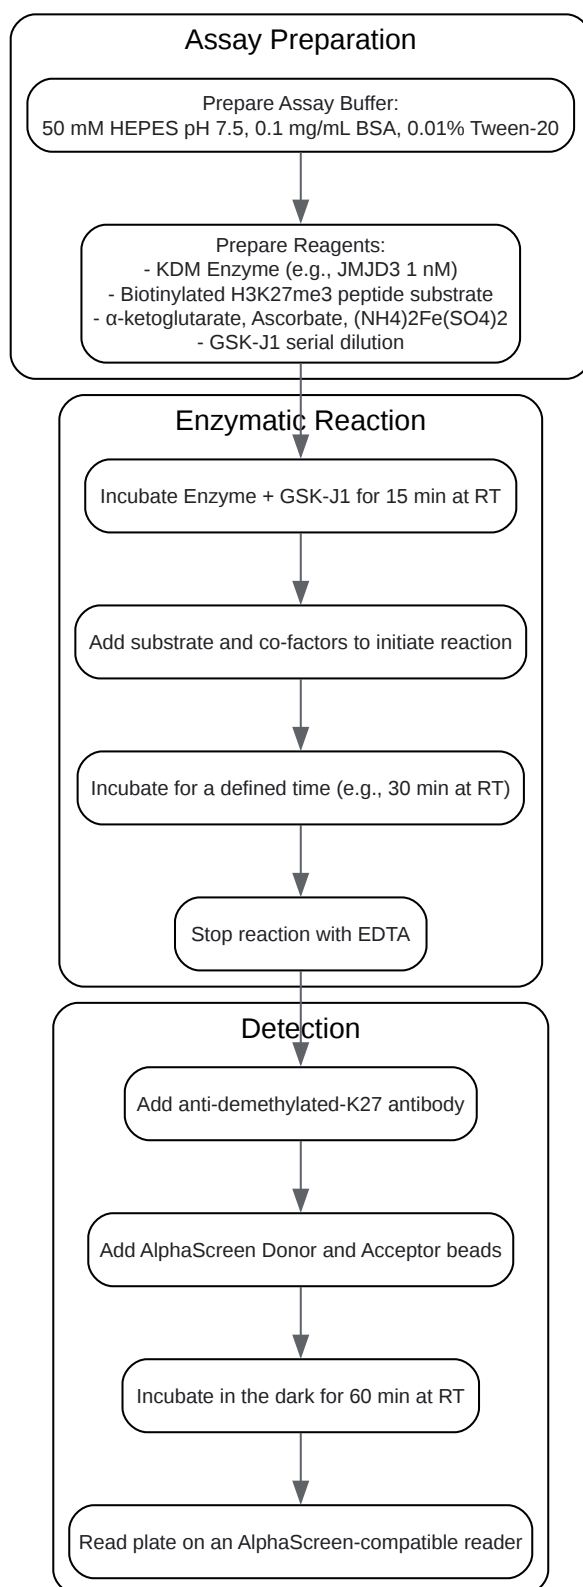 Assay Preparation
Prepare Assay Buffer:
50 mM HEPES pH 7.5, 0.1 mg/mL BSA, 0.01% Tween-20
Prepare Reagents:
- KDM Enzyme (e.g., JMJD3 1 nM)
- Biotinylated H3K27me3 peptide substrate
- α-ketoglutarate, Ascorbate, (NH4)2Fe(SO4)2
- GSK-J1 serial dilution
Enzymatic Reaction
Incubate Enzyme + GSK-J1 for 15 min at RT
Add substrate and co-factors to initiate reaction
Incubate for a defined time (e.g., 30 min at RT)
Stop reaction with EDTA
Detection
Add anti-demethylated-K27 antibody
Add AlphaScreen Donor and Acceptor beads
Incubate in the dark for 60 min at RT
Read plate on an AlphaScreen-compatible reader